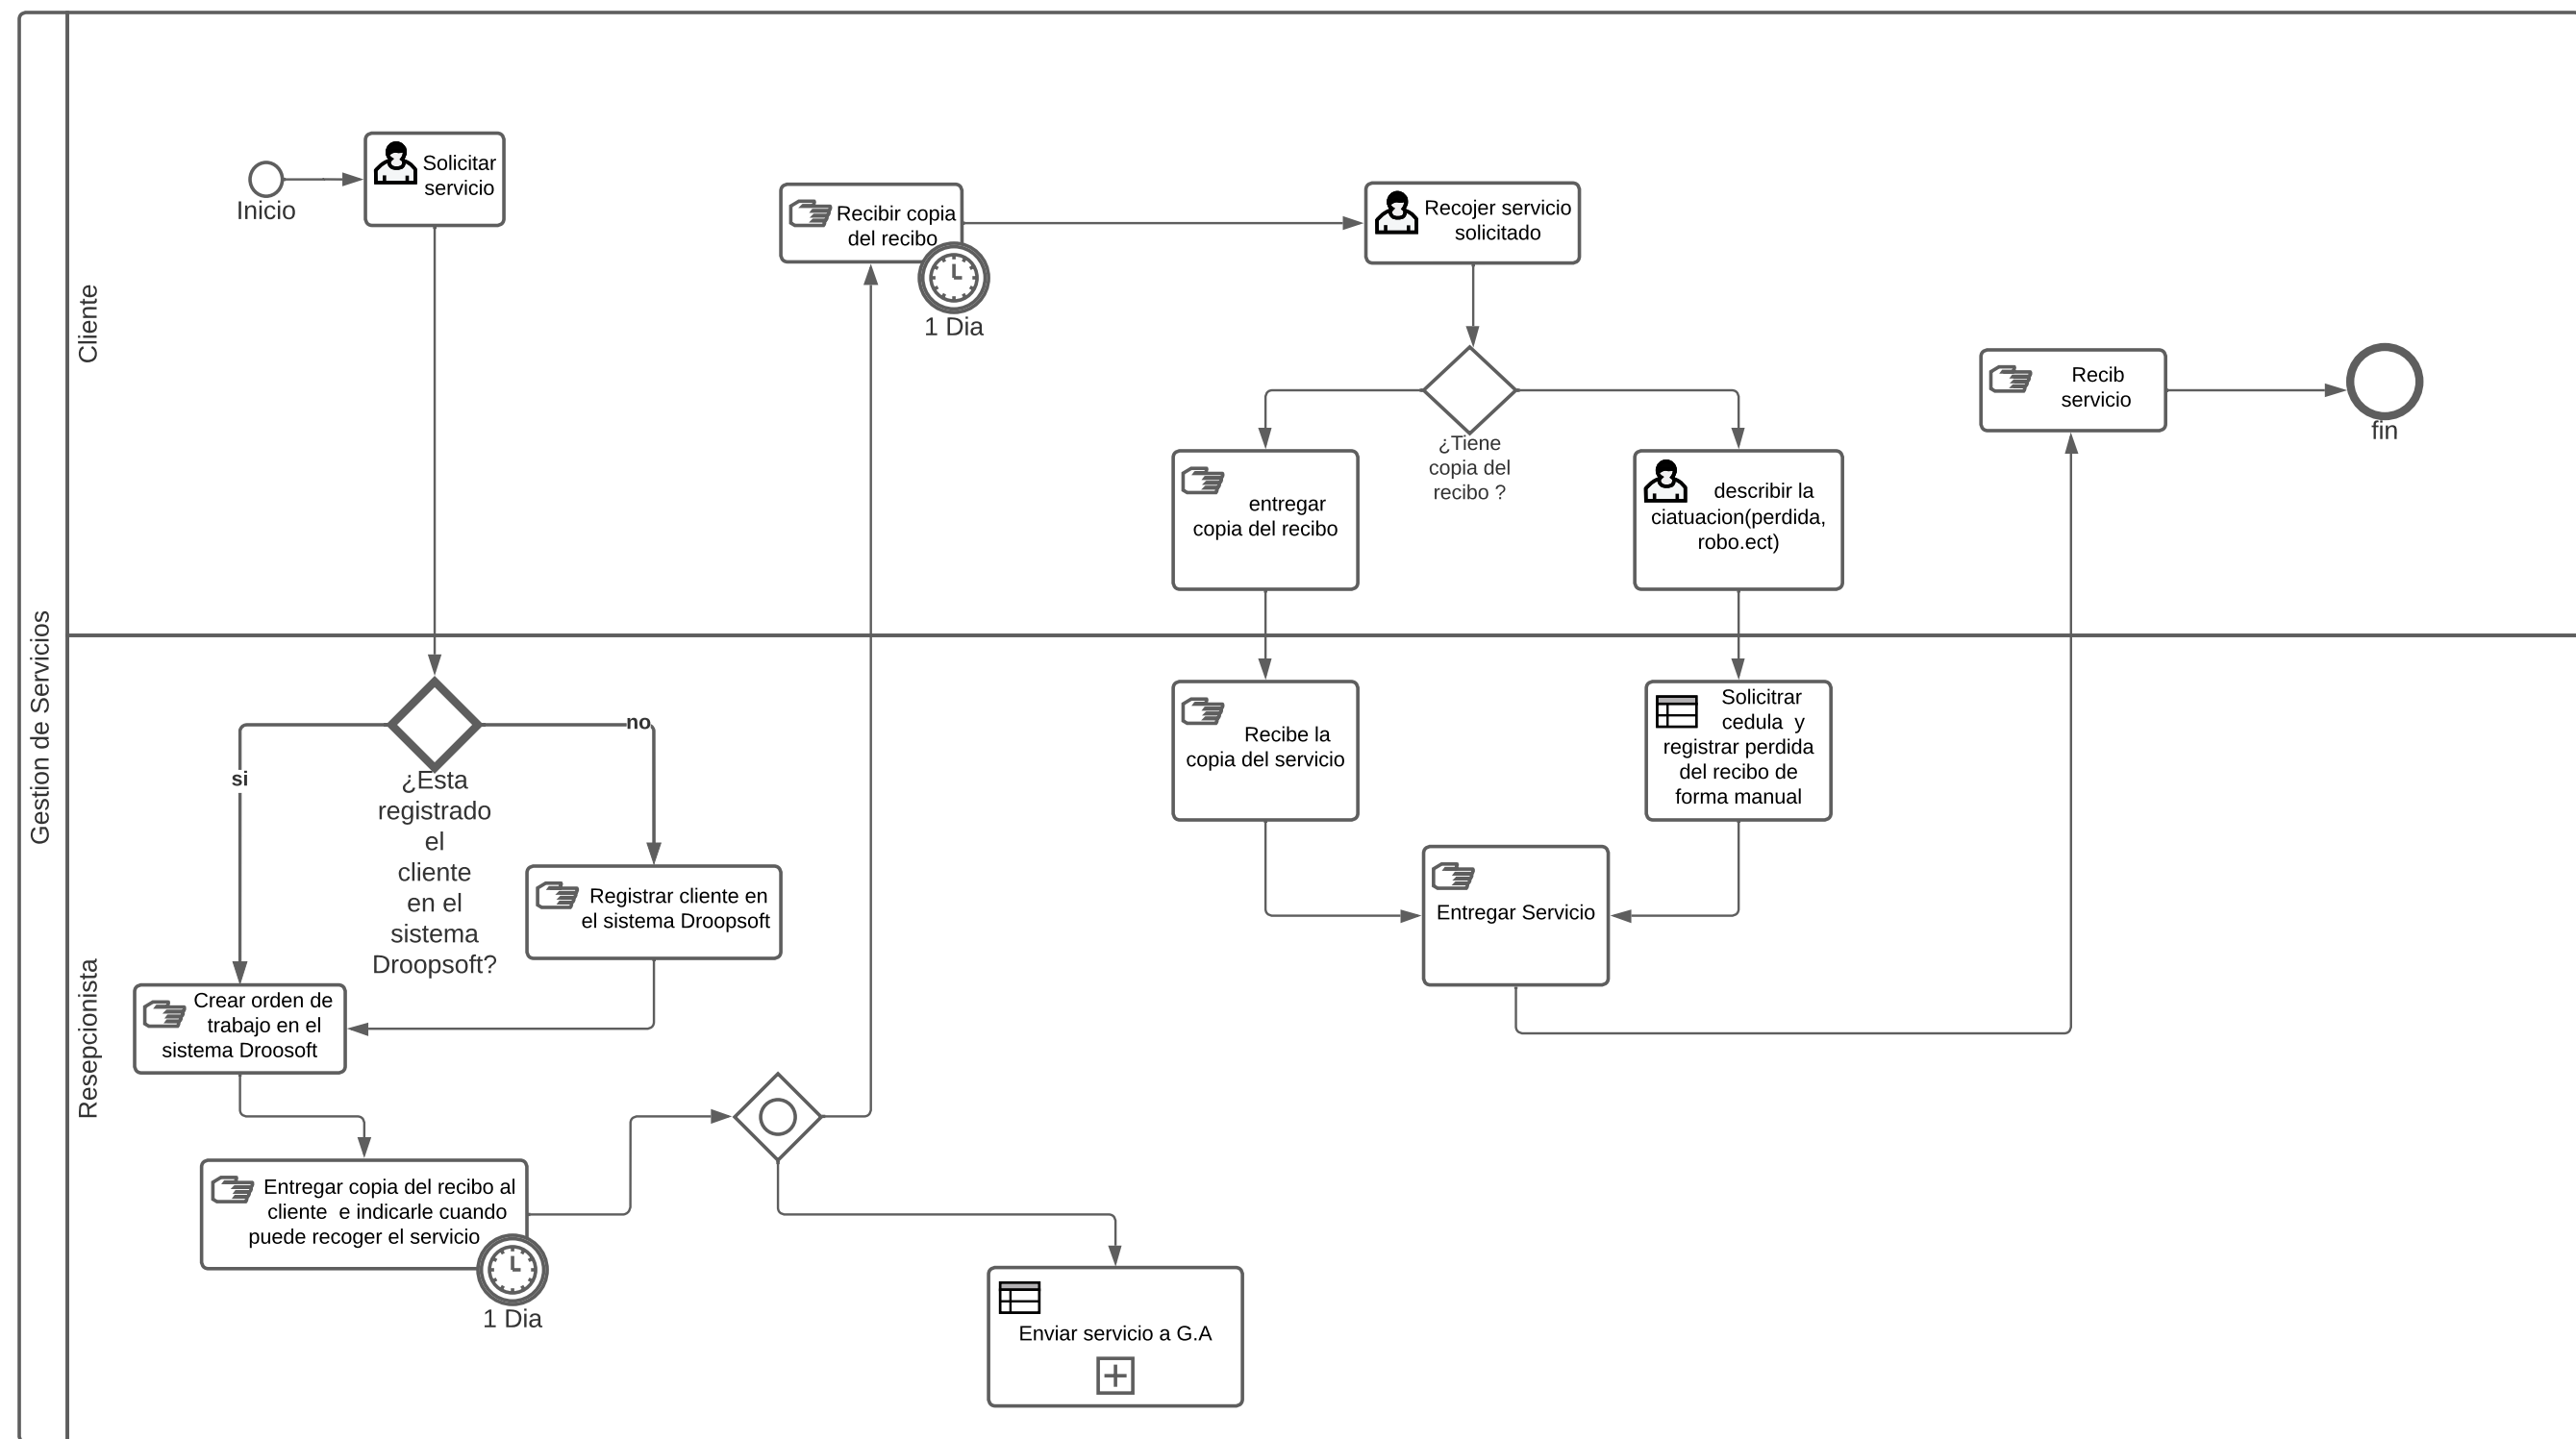 Gestion de Servicios
Cliente
Inicio
Solicitar
servicio
Recibir copia
del recibo
1 Dia
Recojer servicio
solicitado
¿Tiene
copia del
recibo ?
entregar
copia del recibo
describir la
ciatuacion(perdida,
robo.ect)
Recib
servicio
fin
Resepcionista
¿Esta
registrado
el
cliente
en el
sistema
Droopsoft?
si
no
Registrar cliente en
el sistema Droopsoft
Crear orden de
trabajo en el
sistema Droosoft
Entregar copia del recibo al
cliente e indicarle cuando
puede recoger el servicio
1 Dia
Enviar servicio a G.A
Recibe la
copia del servicio
Solicitrar
cedula y
registrar perdida
del recibo de
forma manual
Entregar Servicio